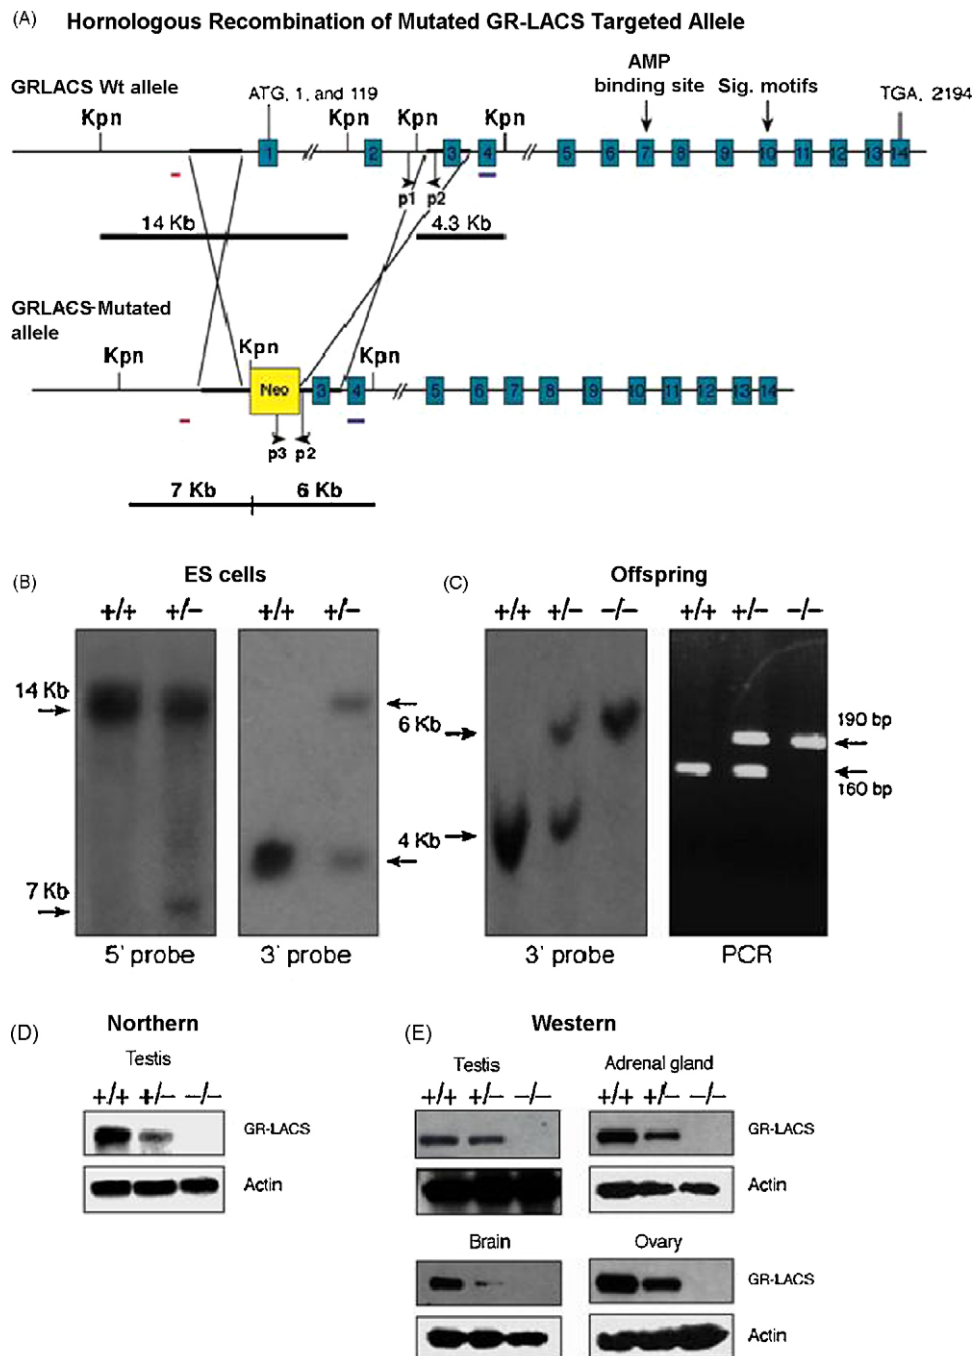 (A) Hornologous Recombination of Mutated GR-LACS Targeted Allele
GRLACS Wt allele
ATG, 1, and 119
AMP
binding site
Sig. motifs
TGA, 2194
Kpn Kpn Kpn Kpn
1 2 3 4 5 6 7 8 9 10 11 12 13 14
p1 p2
14 Kb 4.3 Kb
GRLACS-Mutated
allele
Kpn Kpn Kpn
Neo 3 4 5 6 7 8 9 10 11 12 13 14
p3 p2
7 Kb 6 Kb
(B) ES cells
+/+ +/− +/+ +/−
14 Kb
7 Kb
5' probe 3' probe
(C) Offspring
+/+ +/− −/− +/+ +/− −/−
6 Kb
4 Kb
190 bp
160 bp
3' probe PCR
(D) Northern
Testis
+/+ +/− −/−
GR-LACS
Actin
(E) Western
Testis Adrenal gland
+/+ +/− −/− +/+ +/− −/−
GR-LACS
Actin
Brain Ovary
GR-LACS
Actin